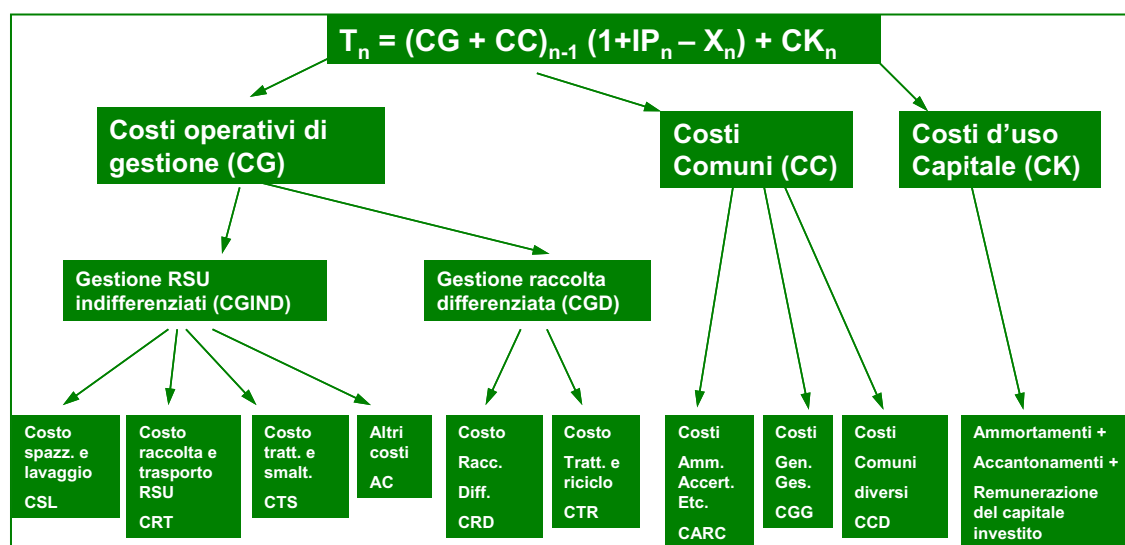 Tn = (CG + CC)n-1 (1+IPn – Xn) + CKn
Costi operativi di
gestione (CG)
Costi
Comuni (CC)
Costi d'uso
Capitale (CK)
Gestione RSU
indifferenziati (CGIND)
Gestione raccolta
differenziata (CGD)
Costo
spazz. e
lavaggio
CSL
Costo
raccolta e
trasporto
RSU
CRT
Costo
tratt. e
smalt.
CTS
Altri
costi
AC
Costo
Racc.
Diff.
CRD
Costo
Tratt. e
riciclo
CTR
Costi
Amm.
Accert.
Etc.
CARC
Costi
Gen.
Ges.
CGG
Costi
Comuni
diversi
CCD
Ammortamenti +
Accantonamenti +
Remunerazione
del capitale
investito